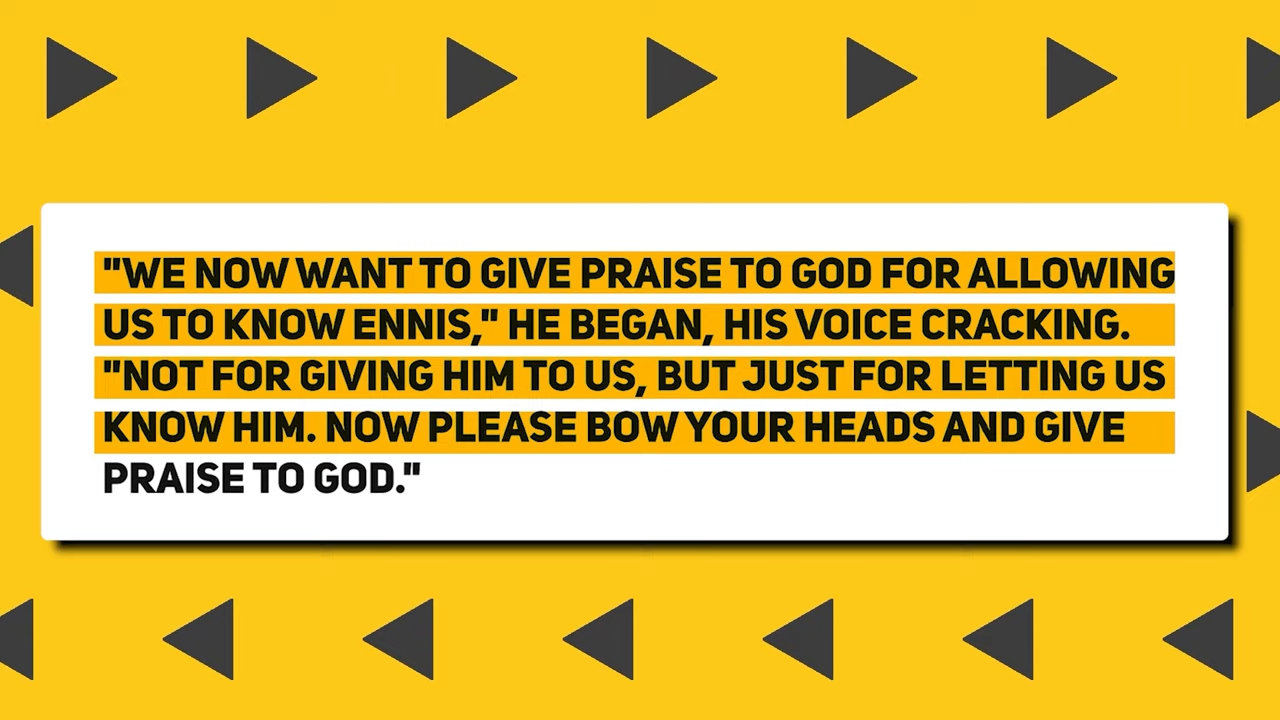 "WE NOW WANT TO GIVE PRAISE TO GOD FOR ALLOWING
US TO KNOW ENNIS," HE BEGAN, HIS VOICE CRACKING.
"NOT FOR GIVING HIM TO US, BUT JUST FOR LETTING US
KNOW HIM. NOW PLEASE BOW YOUR HEADS AND GIVE
PRAISE TO GOD."